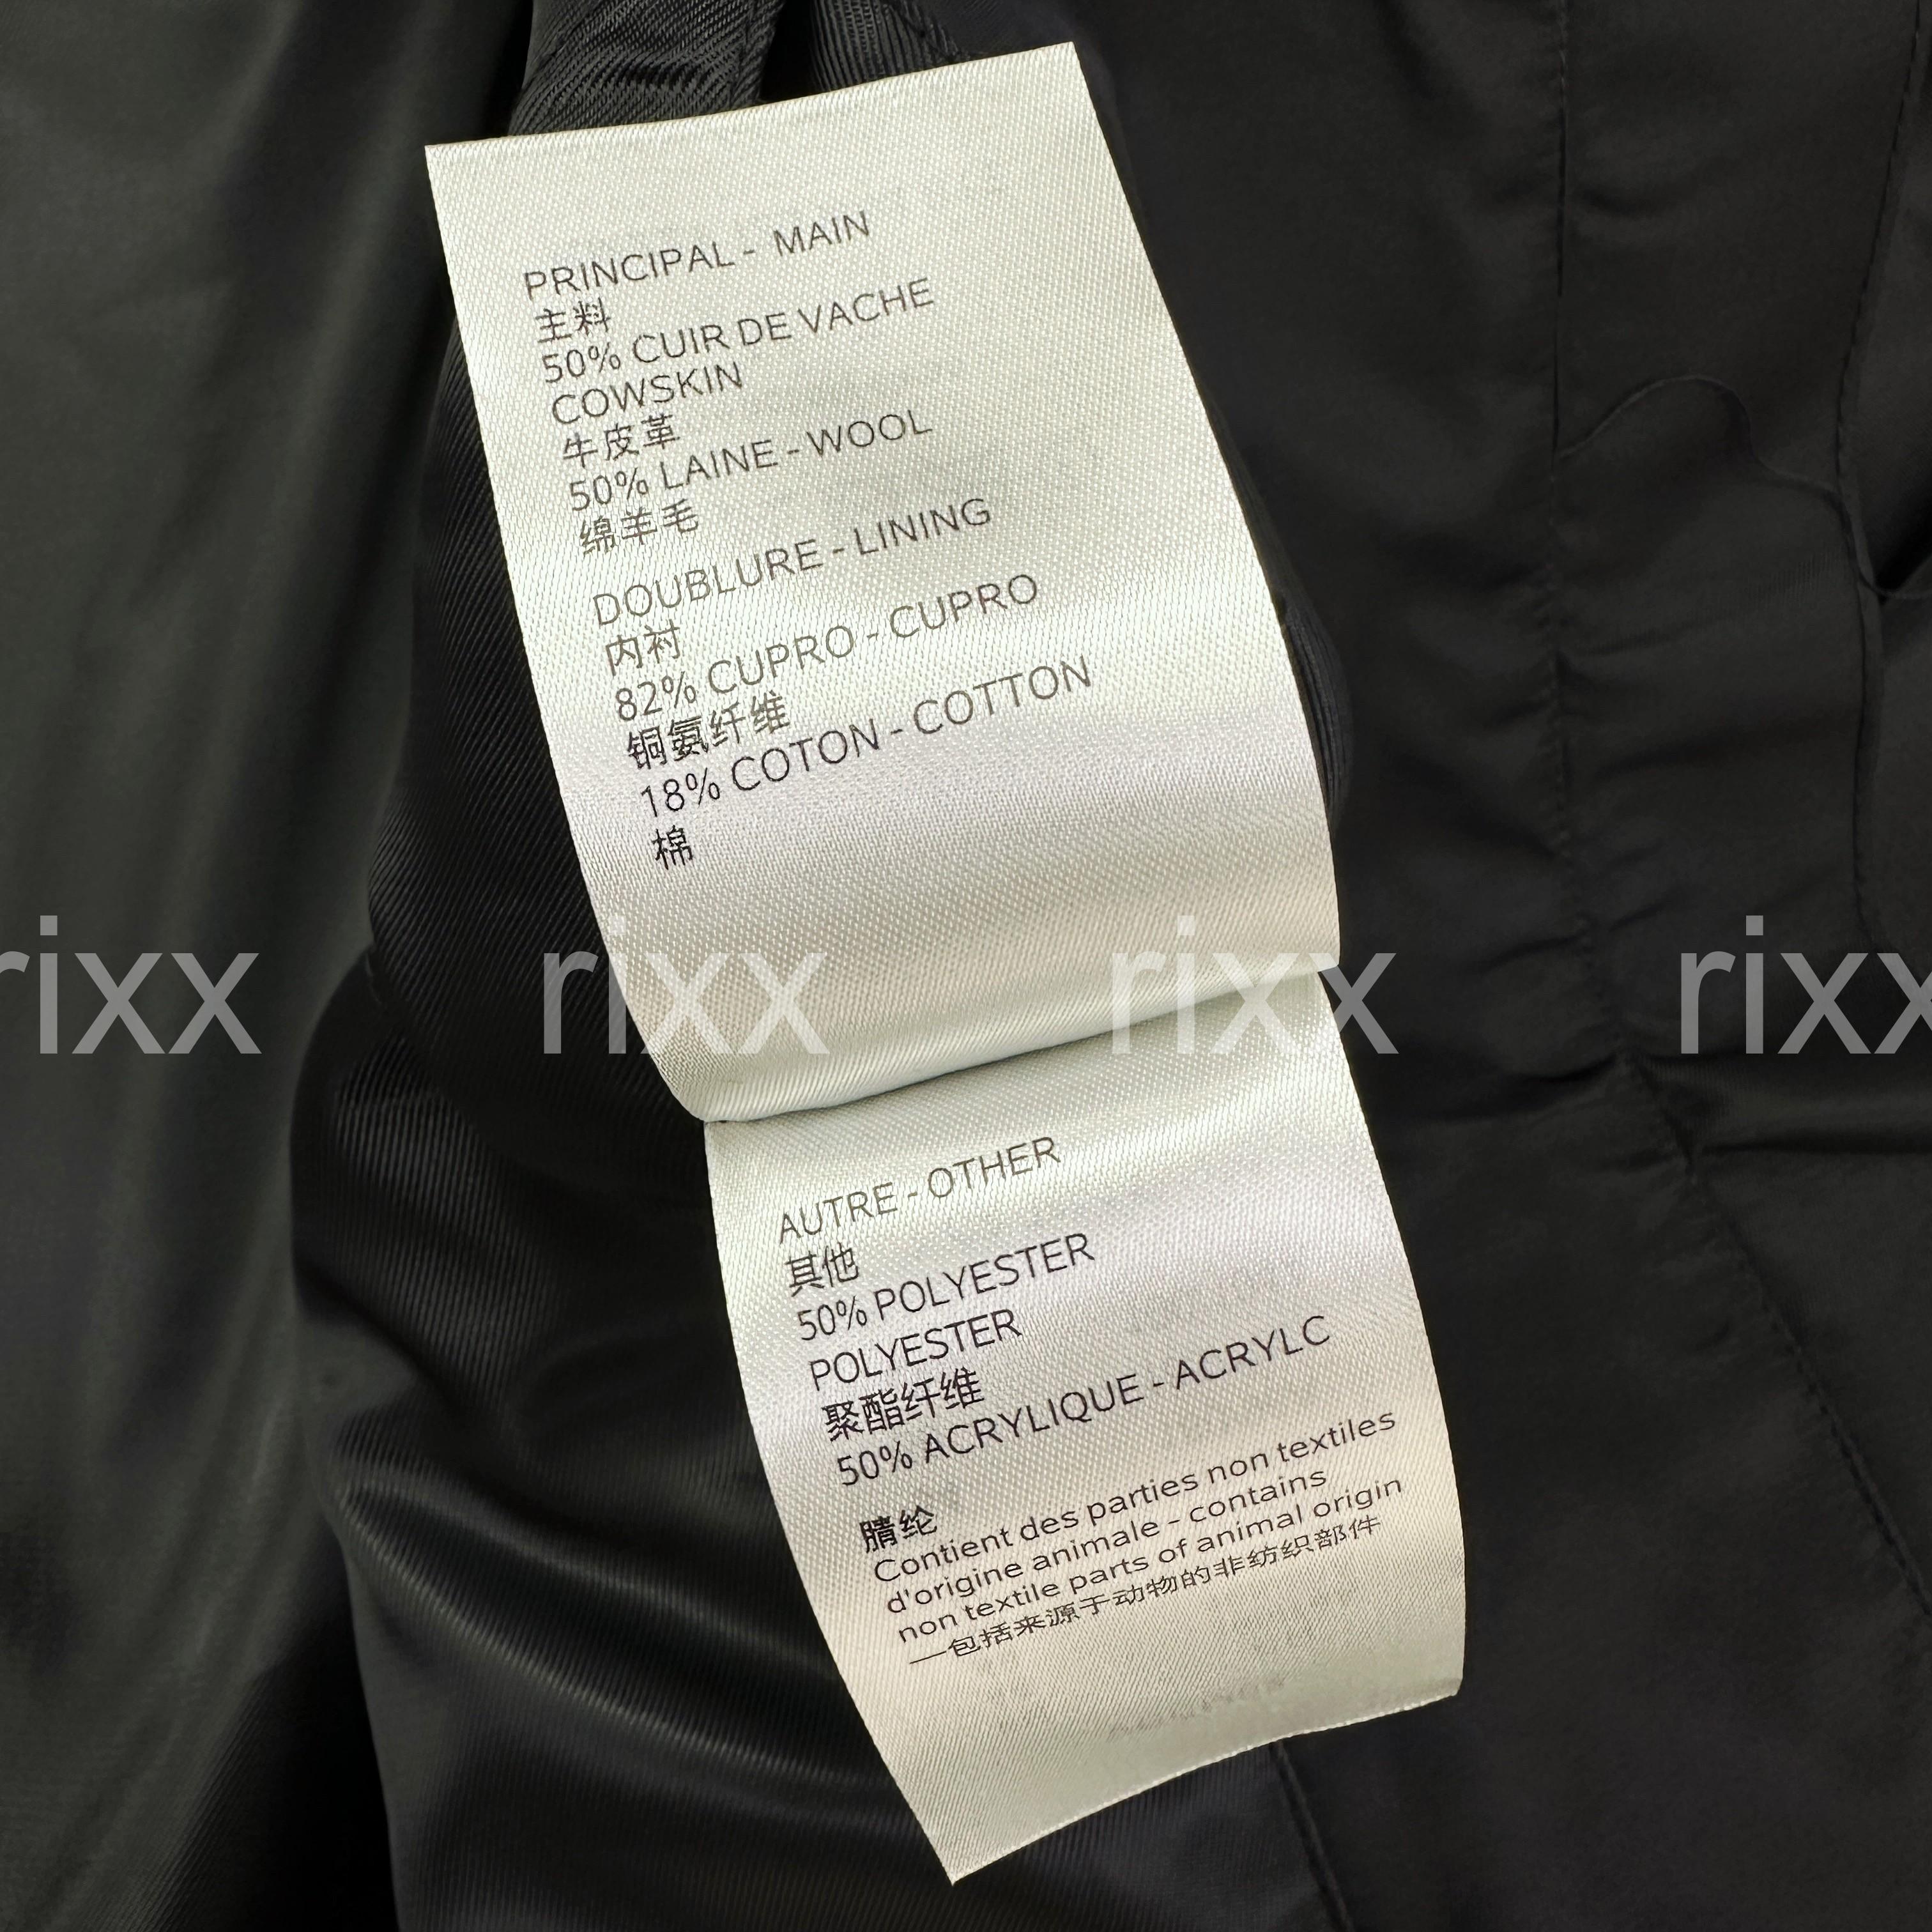 PRINCIPAL - MAIN
主料
50% CUIR DE VACHE
COWSKIN
牛皮革
50% LAINE - WOOL
绵羊毛
DOUBLURE - LINING
内衬
82% CUPRO - CUPRO
铜氨纤维
18% COTON - COTTON
棉
rixx rixx rixx rixx
AUTRE - OTHER
其他
50% POLYESTER
POLYESTER
聚酯纤维
50% ACRYLIQUE - ACRYLC
腈纶
Contient des parties non textiles
d'origine animale - contains
non textile parts of animal origin
—包括来源于动物的非纺织部件